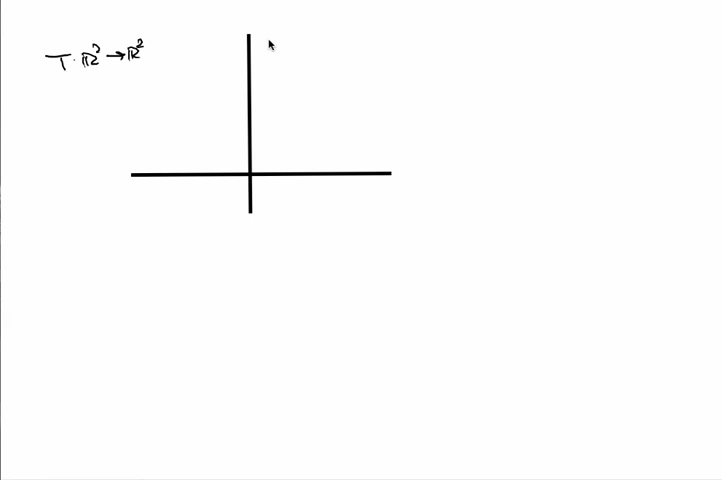 T: ℝ² → ℝ²